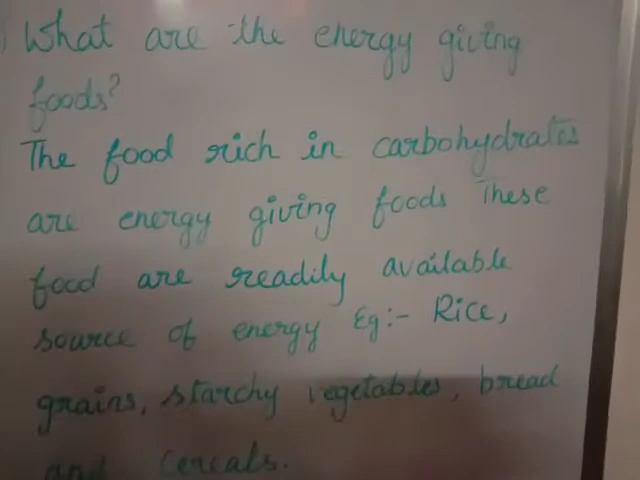 What are the energy giving
foods?
The food rich in carbohydrates
are energy giving foods These
food are readily available
source of energy Eg:- Rice,
grains, starchy vegetables, bread
and cereals.